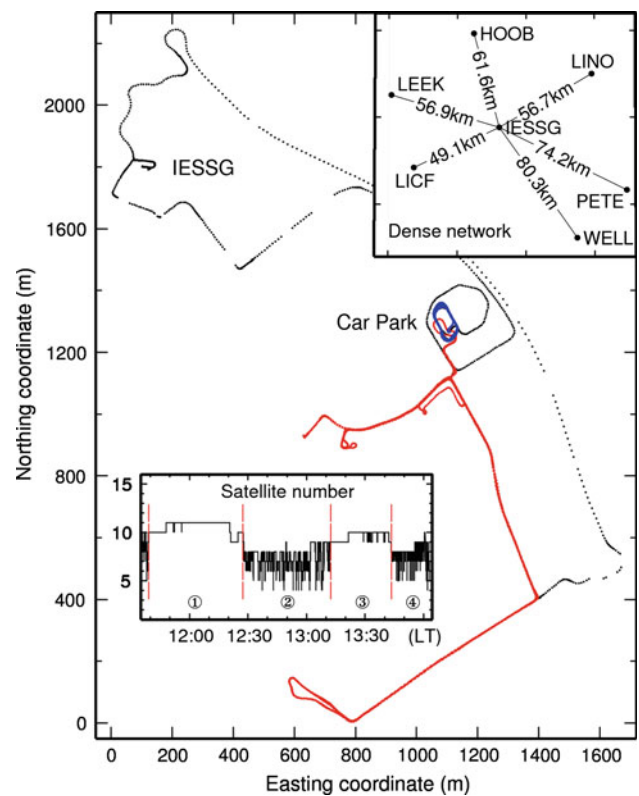 HOOB
LINO
LEEK
61.6km
56.7km
56.9km
IESSG
49.1km
74.2km
80.3km
LICF
PETE
Dense network
WELL
2000
IESSG
1600
Northing coordinate (m)
Car Park
1200
800
15
Satellite number
10
5
① ② ③ ④
12:00 12:30 13:00 13:30 (LT)
400
0
0 200 400 600 800 1000 1200 1400 1600
Easting coordinate (m)